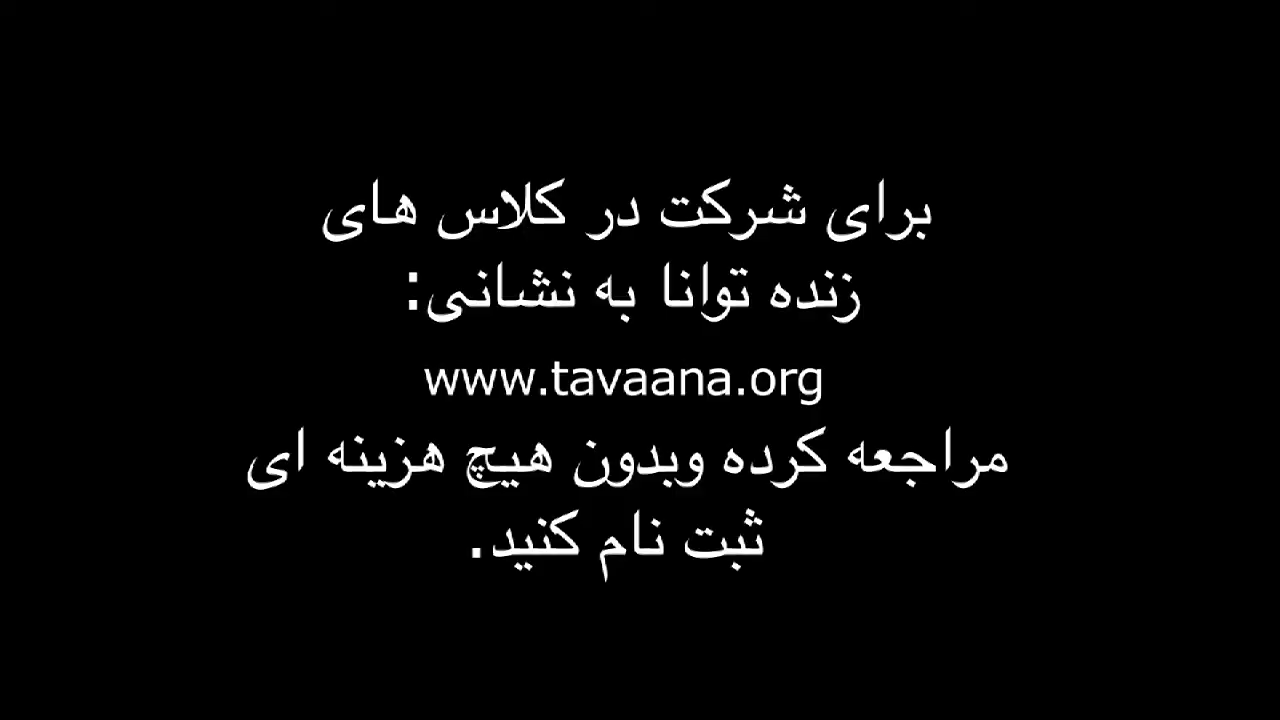 برای شرکت در کلاس های
زنده توانا به نشانی:
www.tavaana.org
مراجعه کرده وبدون هیچ هزینه ای
ثبت نام کنید.